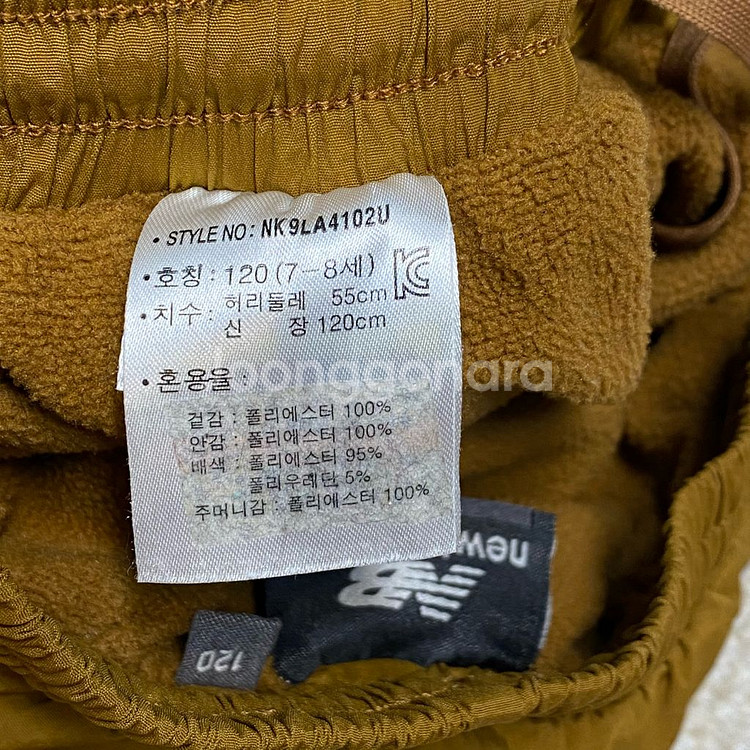 • STYLE NO : NK9LA4102U
• 호칭 : 120 (7-8세)
• 치수 : 허리둘레 55cm
신 장 120cm
• 혼용율 :
joonggonara
겉감 : 폴리에스터 100%
안감 : 폴리에스터 100%
배색 : 폴리에스터 95%
폴리우레탄 5%
주머니감 : 폴리에스터 100%
new
120